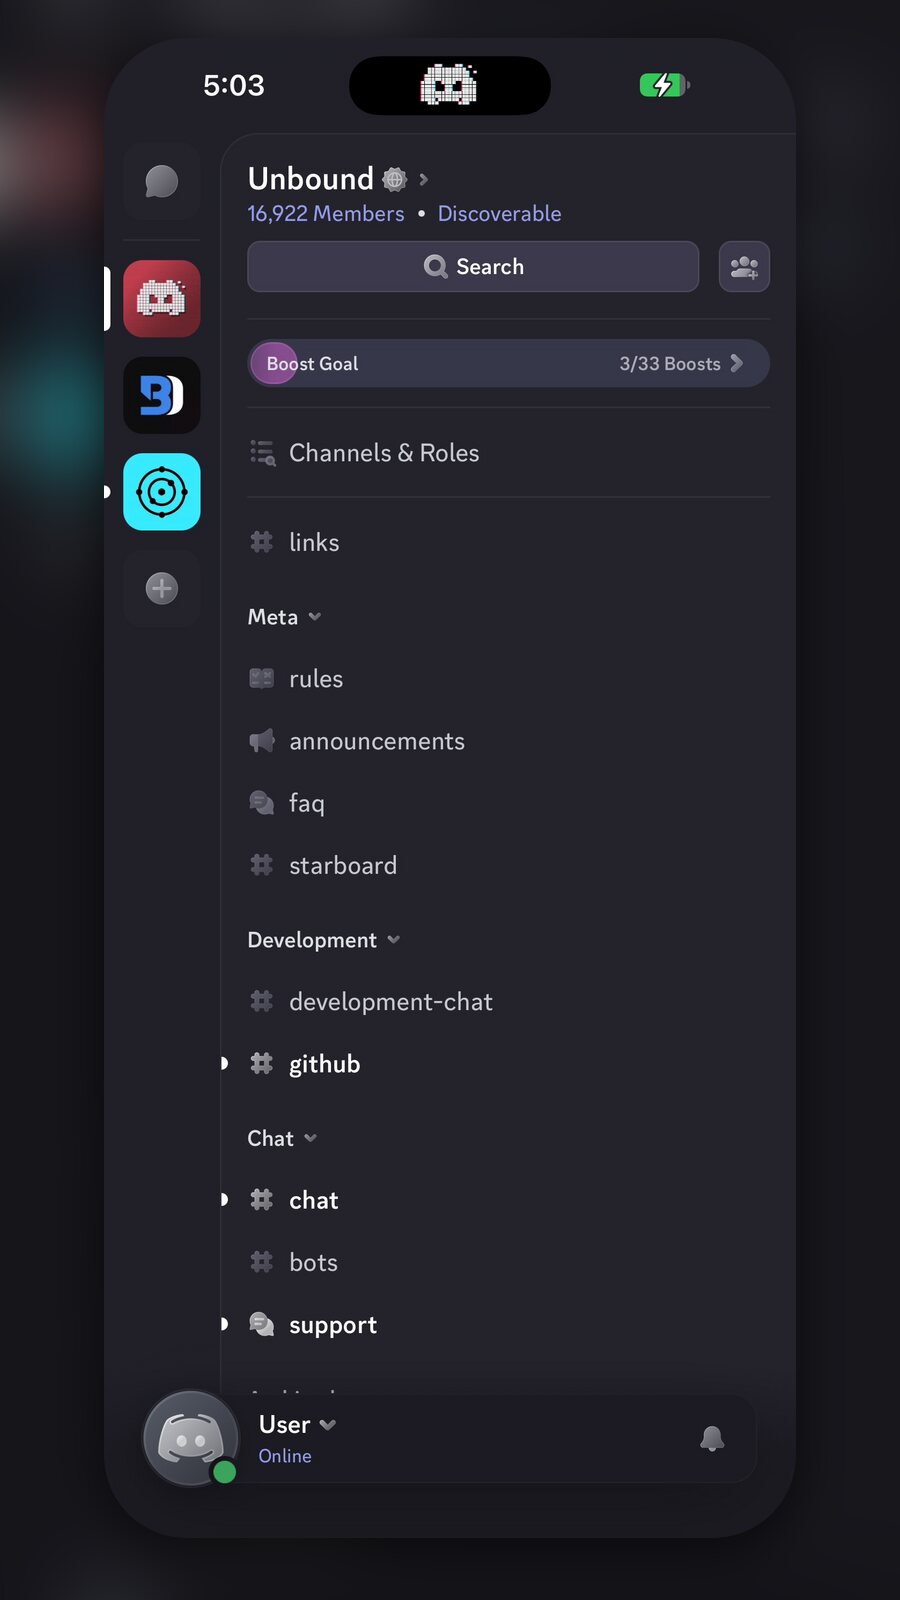 5:03
Unbound
16,922 Members • Discoverable
Search
Boost Goal
3/33 Boosts
Channels & Roles
links
Meta
rules
announcements
faq
starboard
Development
development-chat
github
Chat
chat
bots
support
User
Online